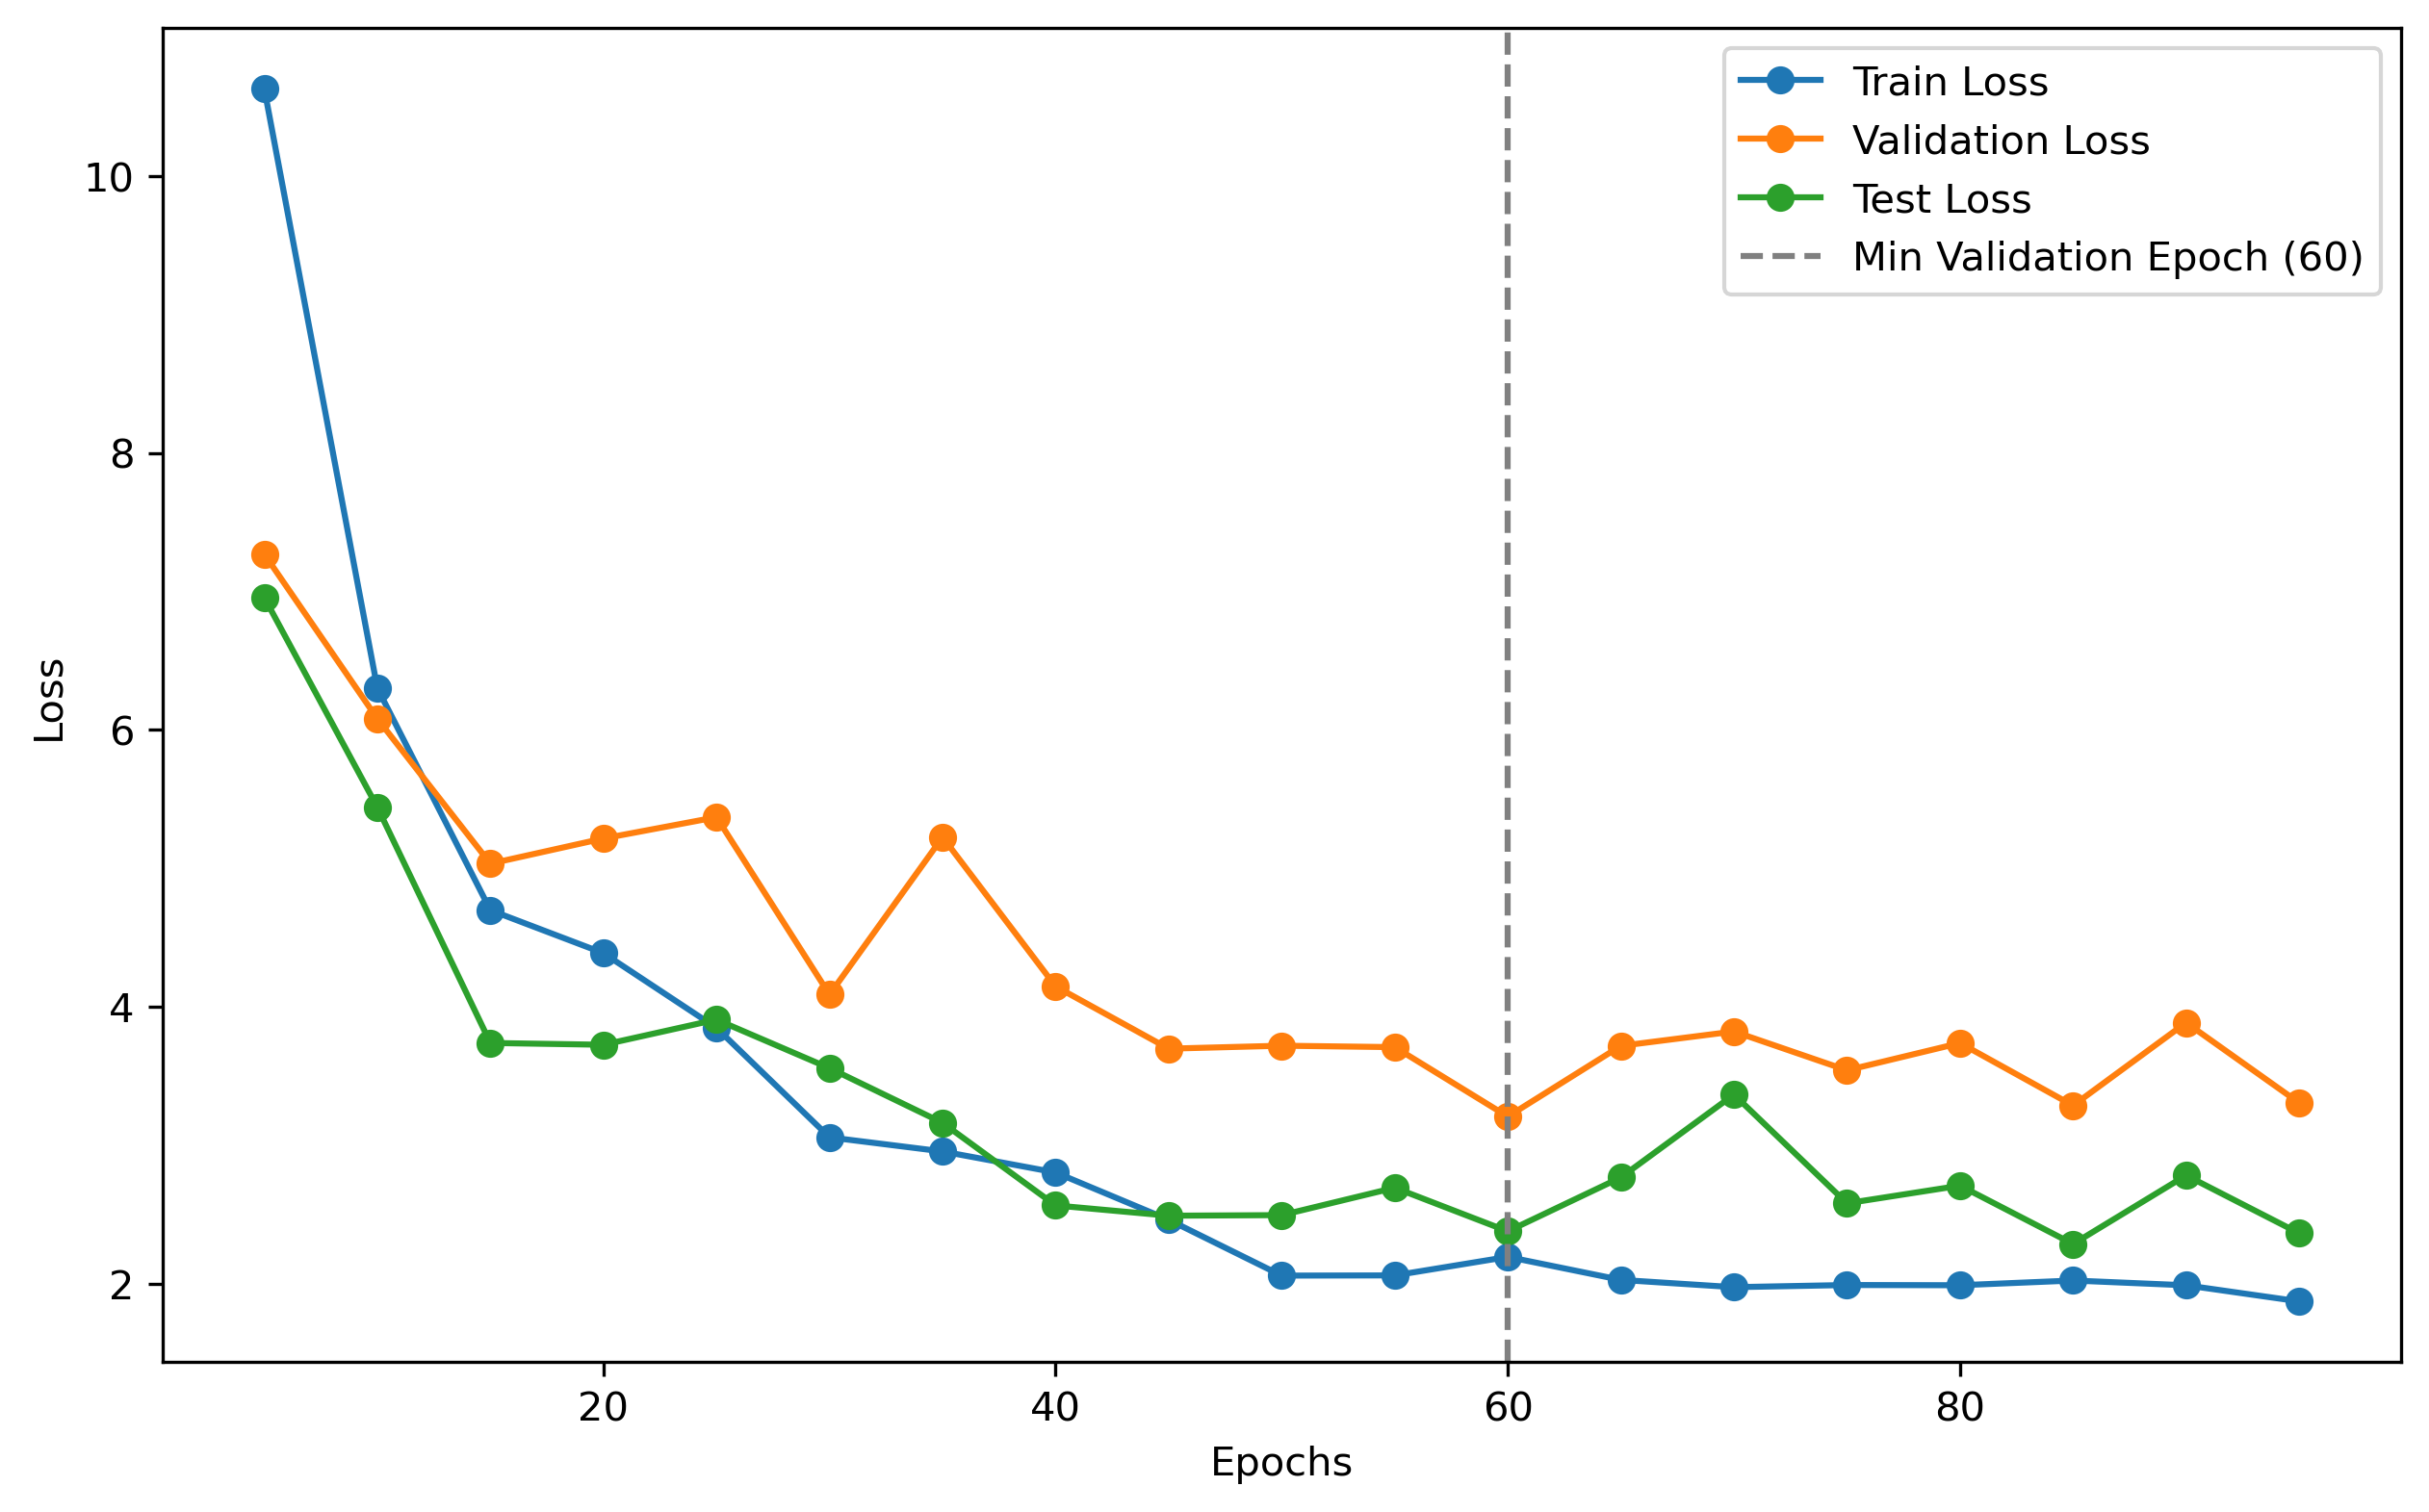 Train Loss
Validation Loss
Test Loss
Min Validation Epoch (60)
10
8
6
4
2
Loss
20 40 60 80
Epochs